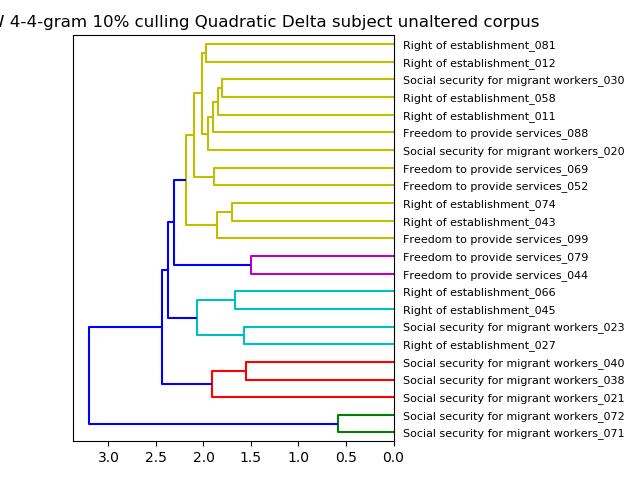 4-4-gram 10% culling Quadratic Delta subject unaltered corpus
Right of establishment_081
Right of establishment_012
Social security for migrant workers_030
Right of establishment_058
Right of establishment_011
Freedom to provide services_088
Social security for migrant workers_020
Freedom to provide services_069
Freedom to provide services_052
Right of establishment_074
Right of establishment_043
Freedom to provide services_099
Freedom to provide services_079
Freedom to provide services_044
Right of establishment_066
Right of establishment_045
Social security for migrant workers_023
Right of establishment_027
Social security for migrant workers_040
Social security for migrant workers_038
Social security for migrant workers_021
Social security for migrant workers_072
Social security for migrant workers_071
3.0 2.5 2.0 1.5 1.0 0.5 0.0